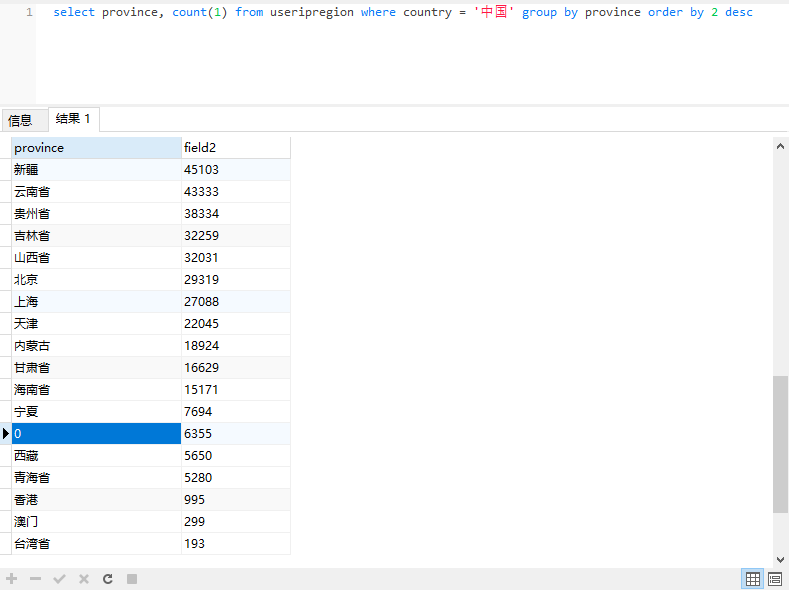 1 select province, count(1) from useripregion where country = '中国' group by province order by 2 desc
信息 结果 1
province field2
新疆 45103
云南省 43333
贵州省 38334
吉林省 32259
山西省 32031
北京 29319
上海 27088
天津 22045
内蒙古 18924
甘肃省 16629
海南省 15171
宁夏 7694
0 6355
西藏 5650
青海省 5280
香港 995
澳门 299
台湾省 193